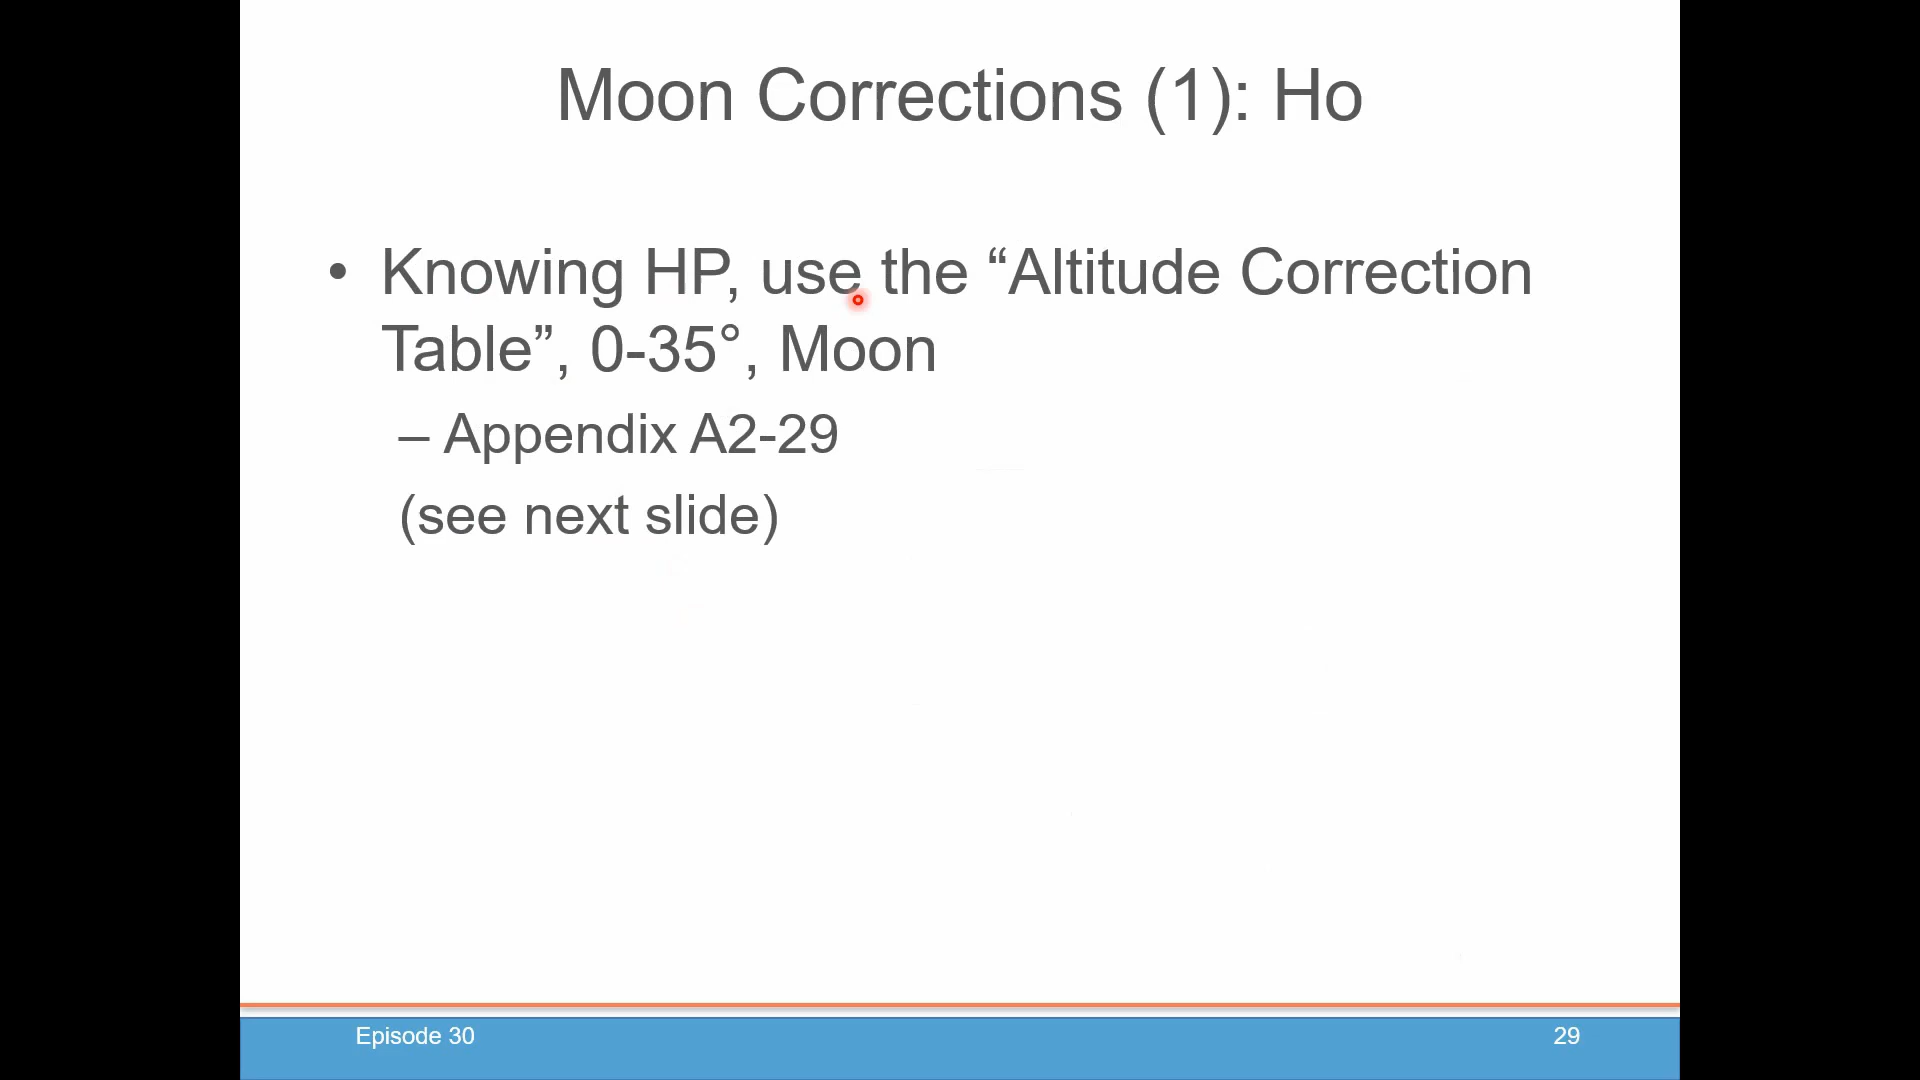 Moon Corrections (1): Ho
• Knowing HP, use the “Altitude Correction
Table”, 0-35°, Moon
– Appendix A2-29
(see next slide)
Episode 30
29